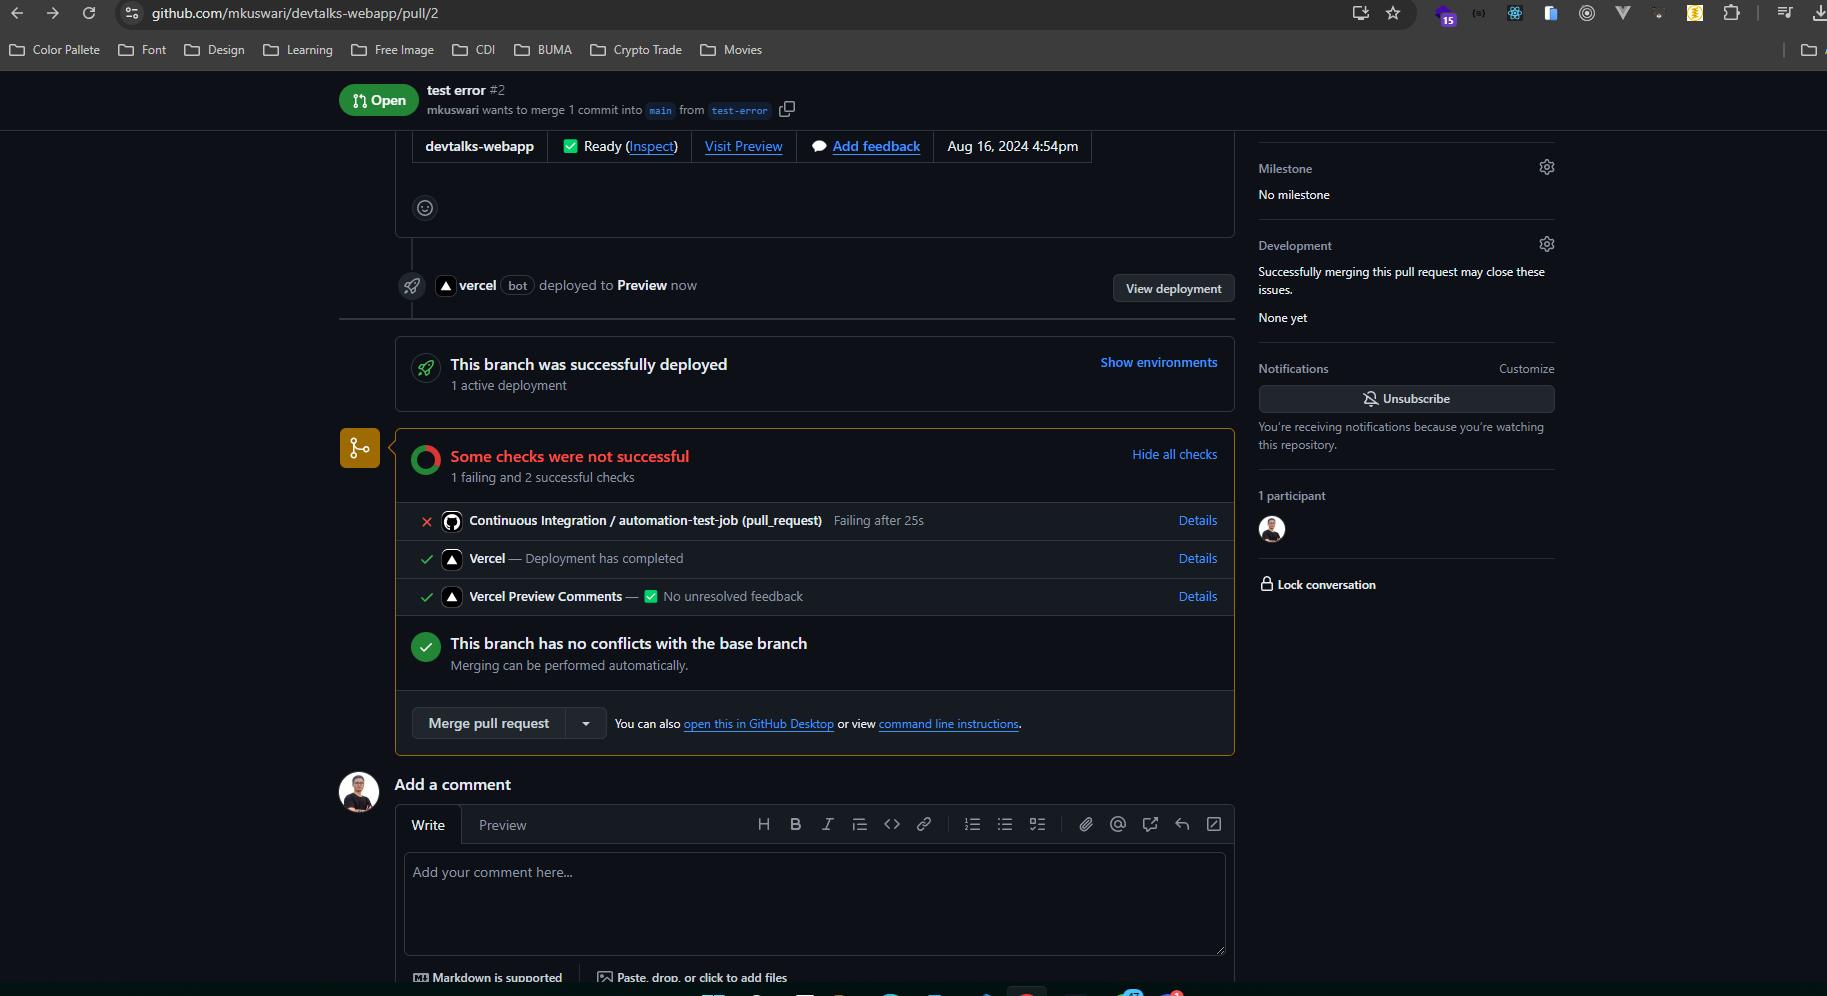 github.com/mkuswari/devtalks-webapp/pull/2
15
Color Pallete Font Design Learning Free Image CDI BUMA Crypto Trade Movies
Open
test error #2
mkuswari wants to merge 1 commit into main from test-error
devtalks-webapp ✅ Ready (Inspect) Visit Preview 💬 Add feedback Aug 16, 2024 4:54pm
vercel bot deployed to Preview now
View deployment
This branch was successfully deployed
1 active deployment
Show environments
Some checks were not successful
1 failing and 2 successful checks
Hide all checks
Continuous Integration / automation-test-job (pull_request) Failing after 25s Details
Vercel — Deployment has completed Details
Vercel Preview Comments — ✅ No unresolved feedback Details
This branch has no conflicts with the base branch
Merging can be performed automatically.
Merge pull request
You can also open this in GitHub Desktop or view command line instructions.
Add a comment
Write Preview
Add your comment here...
Markdown is supported
Paste, drop, or click to add files
Milestone
No milestone
Development
Successfully merging this pull request may close these
issues.
None yet
Notifications Customize
Unsubscribe
You're receiving notifications because you're watching
this repository.
1 participant
Lock conversation